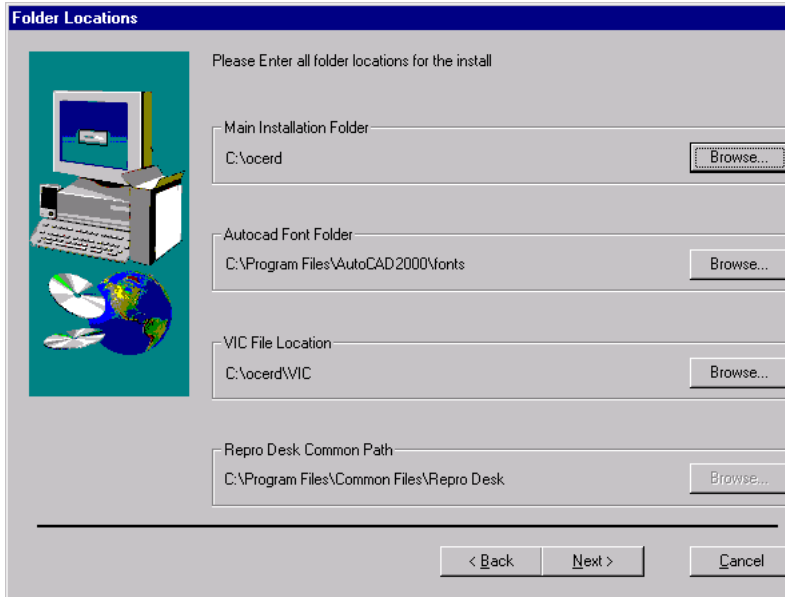 Folder Locations
Please Enter all folder locations for the install
Main Installation Folder
C:\ocerd
Browse...
Autocad Font Folder
C:\Program Files\AutoCAD2000\fonts
Browse...
VIC File Location
C:\ocerd\VIC
Browse...
Repro Desk Common Path
C:\Program Files\Common Files\Repro Desk
Browse...
< Back Next > Cancel